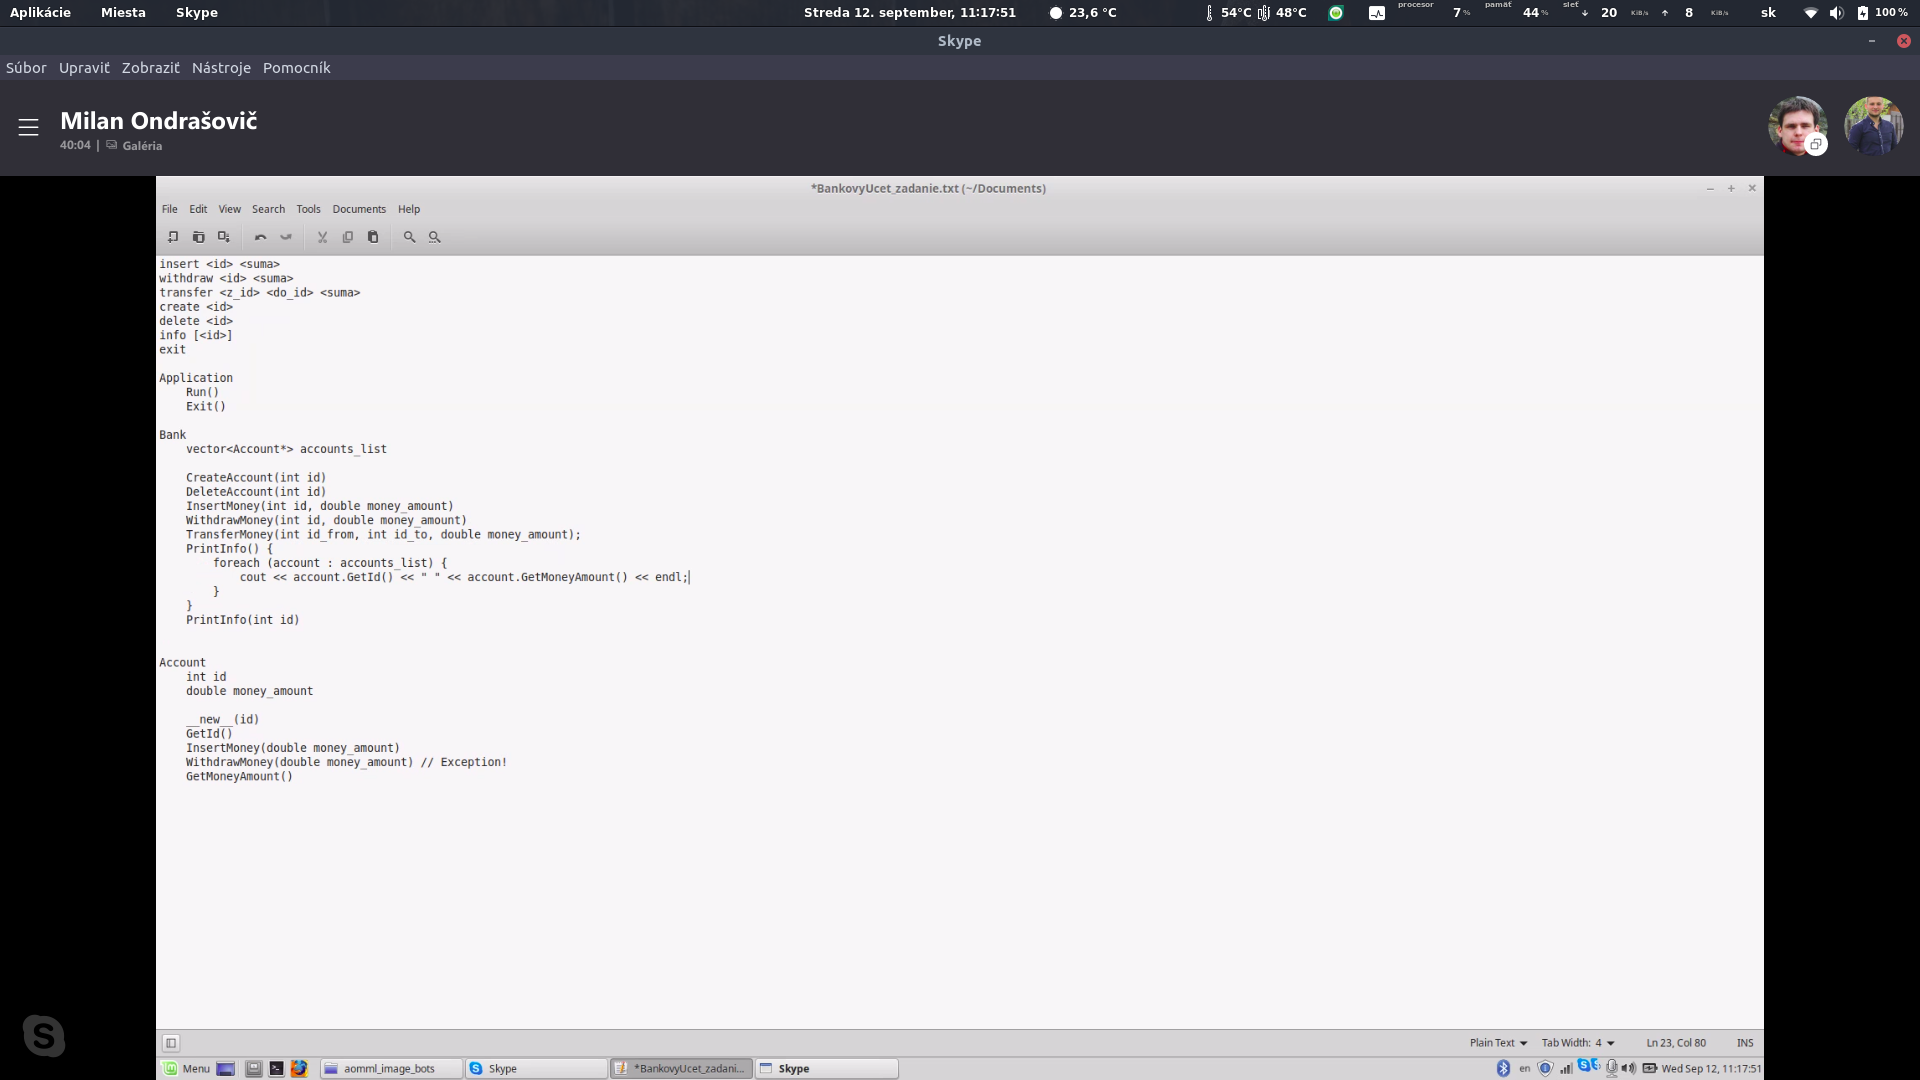 Aplikácie Miesta Skype Streda 12. september, 11:17:51 23,6 °C 54°C 48°C procesor 7 % pamäť 44 % sieť 20 KiB/s 8 KiB/s sk 100 %
Skype
Súbor Upraviť Zobraziť Nástroje Pomocník
Milan Ondrašovič
40:04 | Galéria
*BankovyUcet_zadanie.txt (~/Documents)
File Edit View Search Tools Documents Help
insert <id> <suma>
withdraw <id> <suma>
transfer <z_id> <do_id> <suma>
create <id>
delete <id>
info [<id>]
exit
Application
Run()
Exit()
Bank
vector<Account*> accounts_list
CreateAccount(int id)
DeleteAccount(int id)
InsertMoney(int id, double money_amount)
WithdrawMoney(int id, double money_amount)
TransferMoney(int id_from, int id_to, double money_amount);
PrintInfo() {
foreach (account : accounts_list) {
cout << account.GetId() << " " << account.GetMoneyAmount() << endl;
}
}
PrintInfo(int id)
Account
int id
double money_amount
__new__(id)
GetId()
InsertMoney(double money_amount)
WithdrawMoney(double money_amount) // Exception!
GetMoneyAmount()
Plain Text Tab Width: 4 Ln 23, Col 80 INS
Menu aomml_image_bots Skype *BankovyUcet_zadani... Skype en Wed Sep 12, 11:17:51